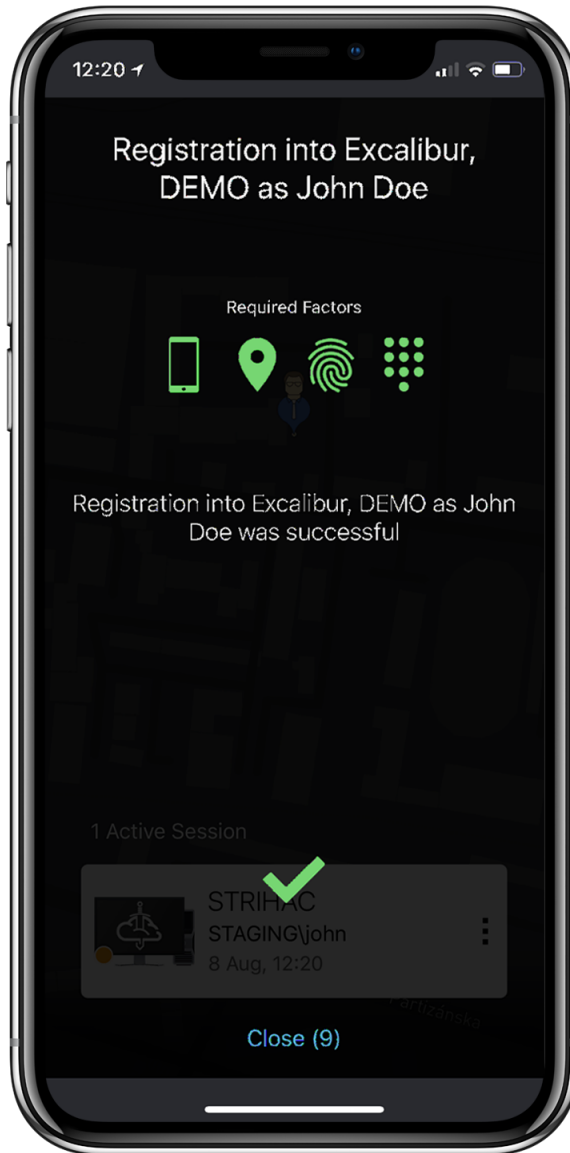 12:20
Registration into Excalibur,
DEMO as John Doe
Required Factors
Registration into Excalibur, DEMO as John
Doe was successful
1 Active Session
STRIHAC
STAGING\john
8 Aug, 12:20
Partizánska
Close (9)